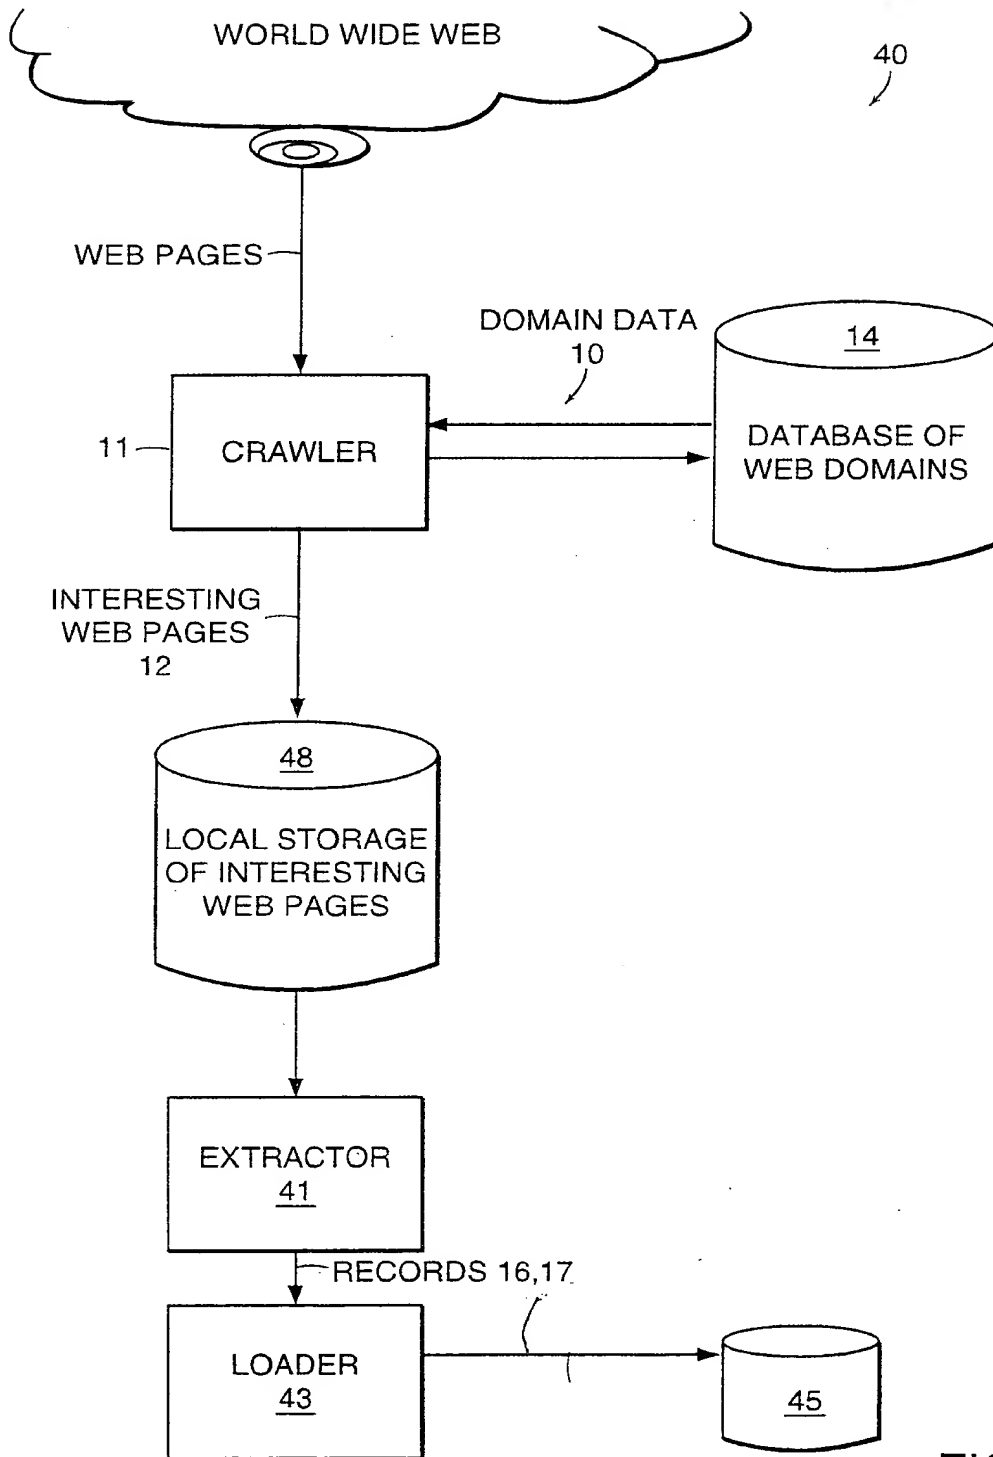 WORLD WIDE WEB
40
WEB PAGES
DOMAIN DATA
10
14
DATABASE OF
WEB DOMAINS
11
CRAWLER
INTERESTING
WEB PAGES
12
48
LOCAL STORAGE
OF INTERESTING
WEB PAGES
EXTRACTOR
41
RECORDS 16,17
LOADER
43
45